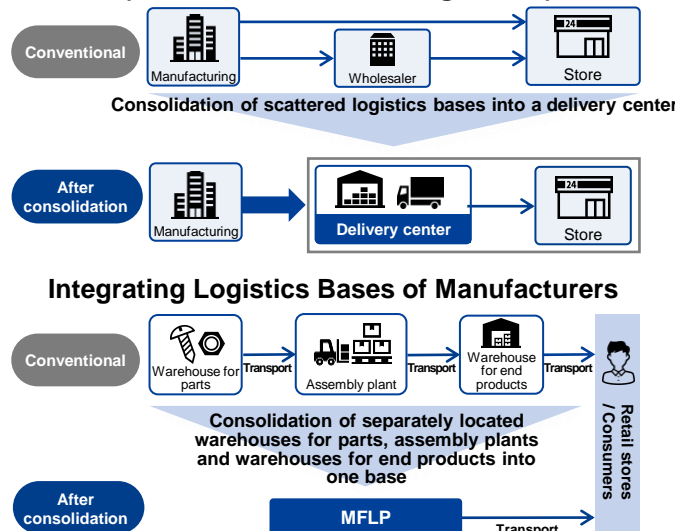 Conventional
24
Manufacturing
Wholesaler
Store
Consolidation of scattered logistics bases into a delivery center
After
consolidation
Manufacturing
Delivery center
24
Store
Integrating Logistics Bases of Manufacturers
Conventional
Warehouse for
parts
Transport
Assembly plant
Transport
Warehouse
for end
products
Transport
Retail stores
/ Consumers
Consolidation of separately located
warehouses for parts, assembly plants
and warehouses for end products into
one base
After
consolidation
MFLP
Transport